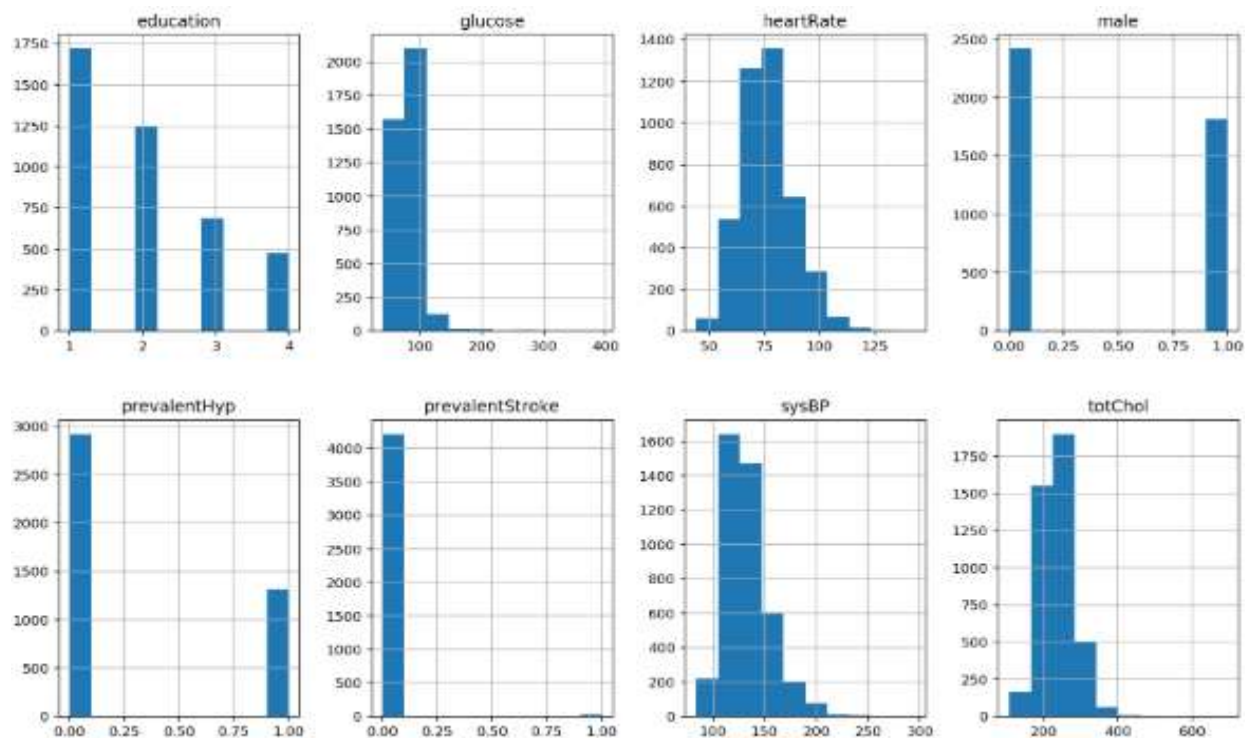 education glucose heartRate male
1750 1500 1250 1000 750 500 250 0
1 2 3 4
2000 1750 1500 1250 1000 750 500 250 0
100 200 300 400
1400 1200 1000 800 600 400 200 0
50 75 100 125
2500 2000 1500 1000 500 0
0.00 0.25 0.50 0.75 1.00
prevalentHyp prevalentStroke sysBP totChol
3000 2500 2000 1500 1000 500 0
0.00 0.25 0.50 0.75 1.00
4000 3500 3000 2500 2000 1500 1000 500 0
0.00 0.25 0.50 0.75 1.00
1600 1400 1200 1000 800 600 400 200 0
100 150 200 250 300
1750 1500 1250 1000 750 500 250 0
200 400 600